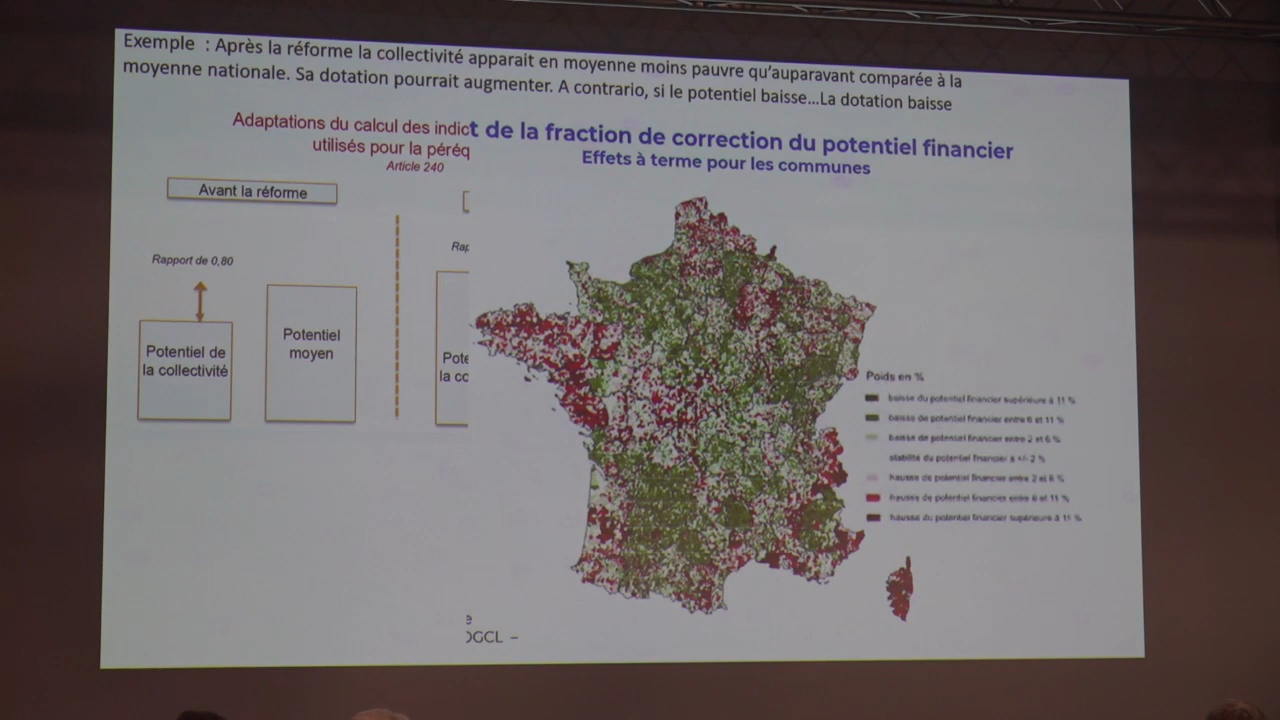 Exemple : Après la réforme la collectivité apparait en moyenne moins pauvre qu'auparavant comparée à la
moyenne nationale. Sa dotation pourrait augmenter. A contrario, si le potentiel baisse...La dotation baisse
Adaptations du calcul des indic
utilisés pour la péréq
Article 240
t de la fraction de correction du potentiel financier
Effets à terme pour les communes
Avant la réforme
Rapport de 0,80
Rap
Potentiel de
la collectivité
Potentiel
moyen
Pote
la cc
Poids en %
baisse du potentiel financier supérieure à 11 %
baisse de potentiel financier entre 6 et 11 %
baisse de potentiel financier entre 2 et 6 %
stabilité du potentiel financier à +/- 2 %
hausse de potentiel financier entre 2 et 6 %
hausse de potentiel financier entre 6 et 11 %
hausse du potentiel financier supérieure à 11 %
e
DGCL –